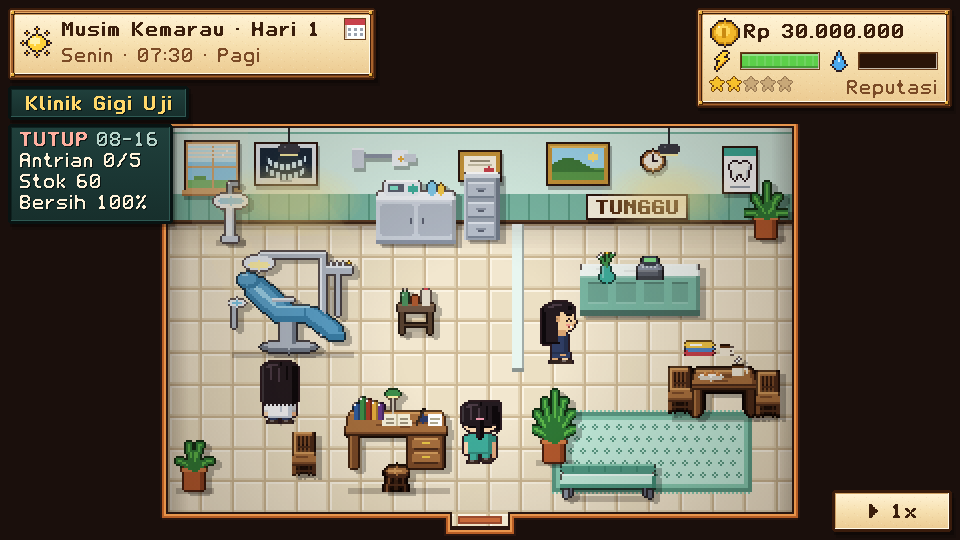 Musim Kemarau · Hari 1
Senin · 07:30 · Pagi
Rp 30.000.000
Reputasi
Klinik Gigi Uji
TUTUP 08-16
Antrian 0/5
Stok 60
Bersih 100%
TUNGGU
1x